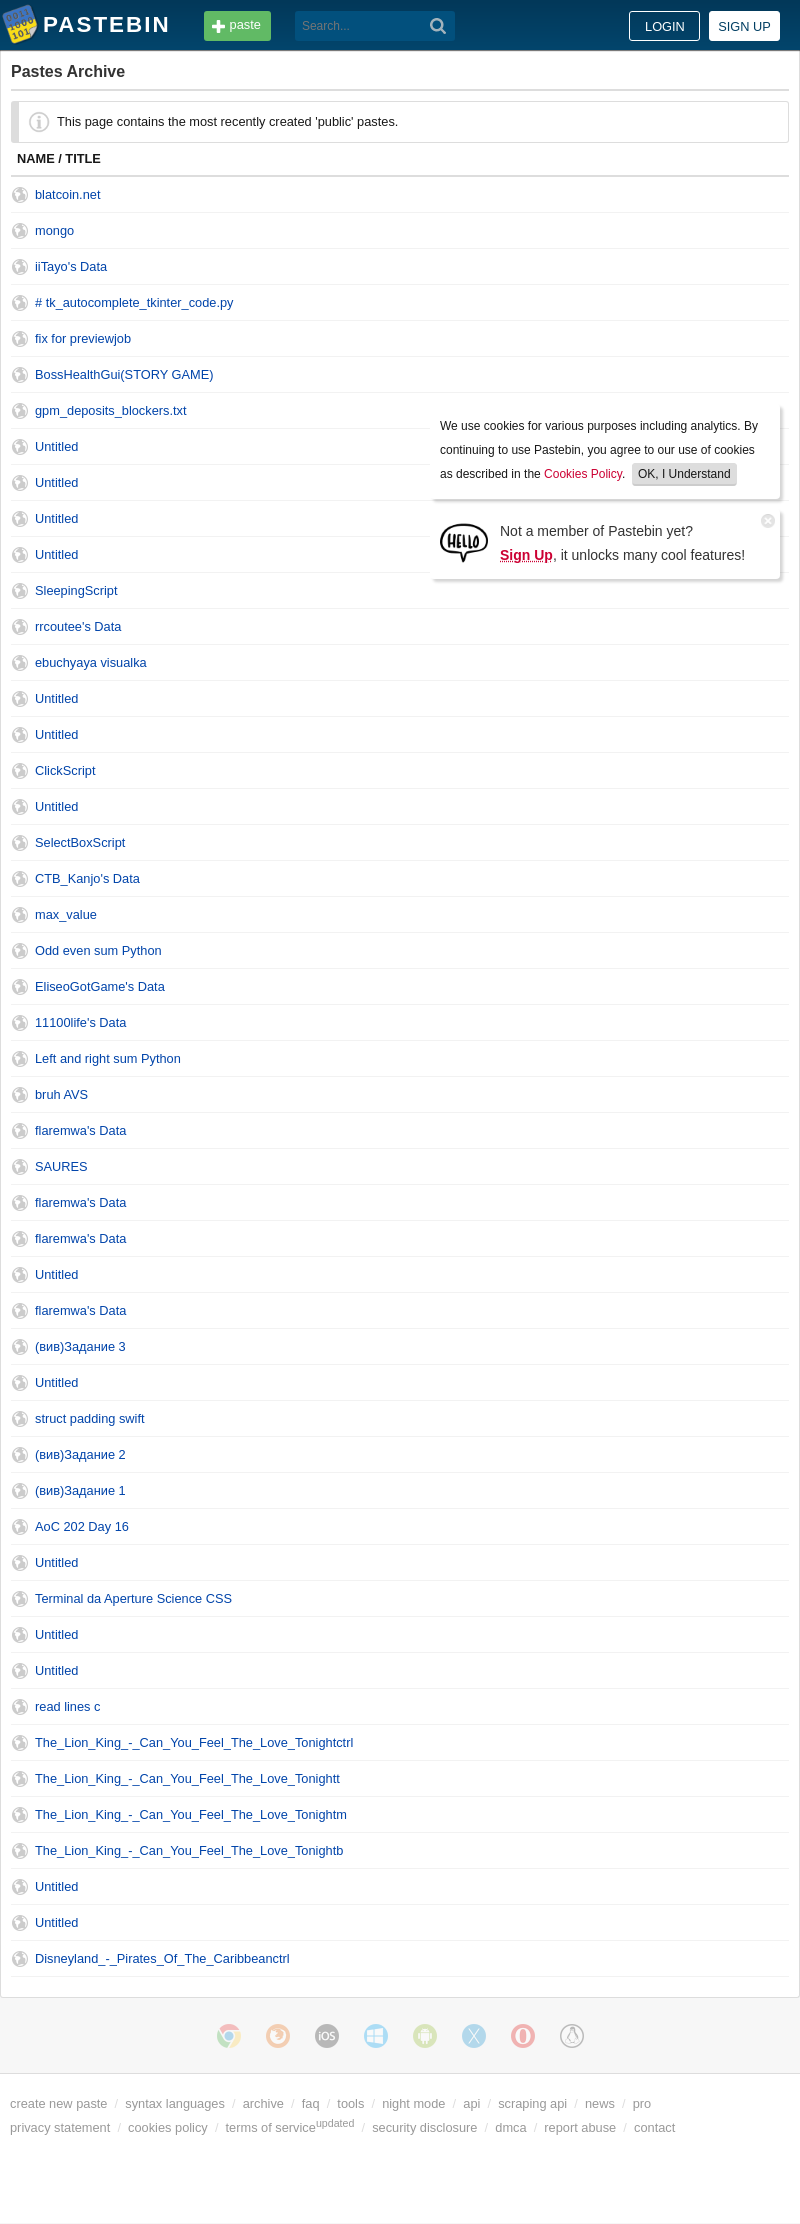 PASTEBIN paste Search... LOGIN SIGN UP
Pastes Archive
This page contains the most recently created 'public' pastes.
NAME / TITLE
blatcoin.net
mongo
iiTayo's Data
# tk_autocomplete_tkinter_code.py
fix for previewjob
BossHealthGui(STORY GAME)
gpm_deposits_blockers.txt
We use cookies for various purposes including analytics. By
continuing to use Pastebin, you agree to our use of cookies
as described in the Cookies Policy. OK, I Understand
Untitled
Untitled
Untitled
Untitled
HELLO
Not a member of Pastebin yet?
Sign Up, it unlocks many cool features!
SleepingScript
rrcoutee's Data
ebuchyaya visualka
Untitled
Untitled
ClickScript
Untitled
SelectBoxScript
CTB_Kanjo's Data
max_value
Odd even sum Python
EliseoGotGame's Data
11100life's Data
Left and right sum Python
bruh AVS
flaremwa's Data
SAURES
flaremwa's Data
flaremwa's Data
Untitled
flaremwa's Data
(вив)Задание 3
Untitled
struct padding swift
(вив)Задание 2
(вив)Задание 1
AoC 202 Day 16
Untitled
Terminal da Aperture Science CSS
Untitled
Untitled
read lines c
The_Lion_King_-_Can_You_Feel_The_Love_Tonightctrl
The_Lion_King_-_Can_You_Feel_The_Love_Tonightt
The_Lion_King_-_Can_You_Feel_The_Love_Tonightm
The_Lion_King_-_Can_You_Feel_The_Love_Tonightb
Untitled
Untitled
Disneyland_-_Pirates_Of_The_Caribbeanctrl
iOS
create new paste / syntax languages / archive / faq / tools / night mode / api / scraping api / news / pro
privacy statement / cookies policy / terms of service updated / security disclosure / dmca / report abuse / contact